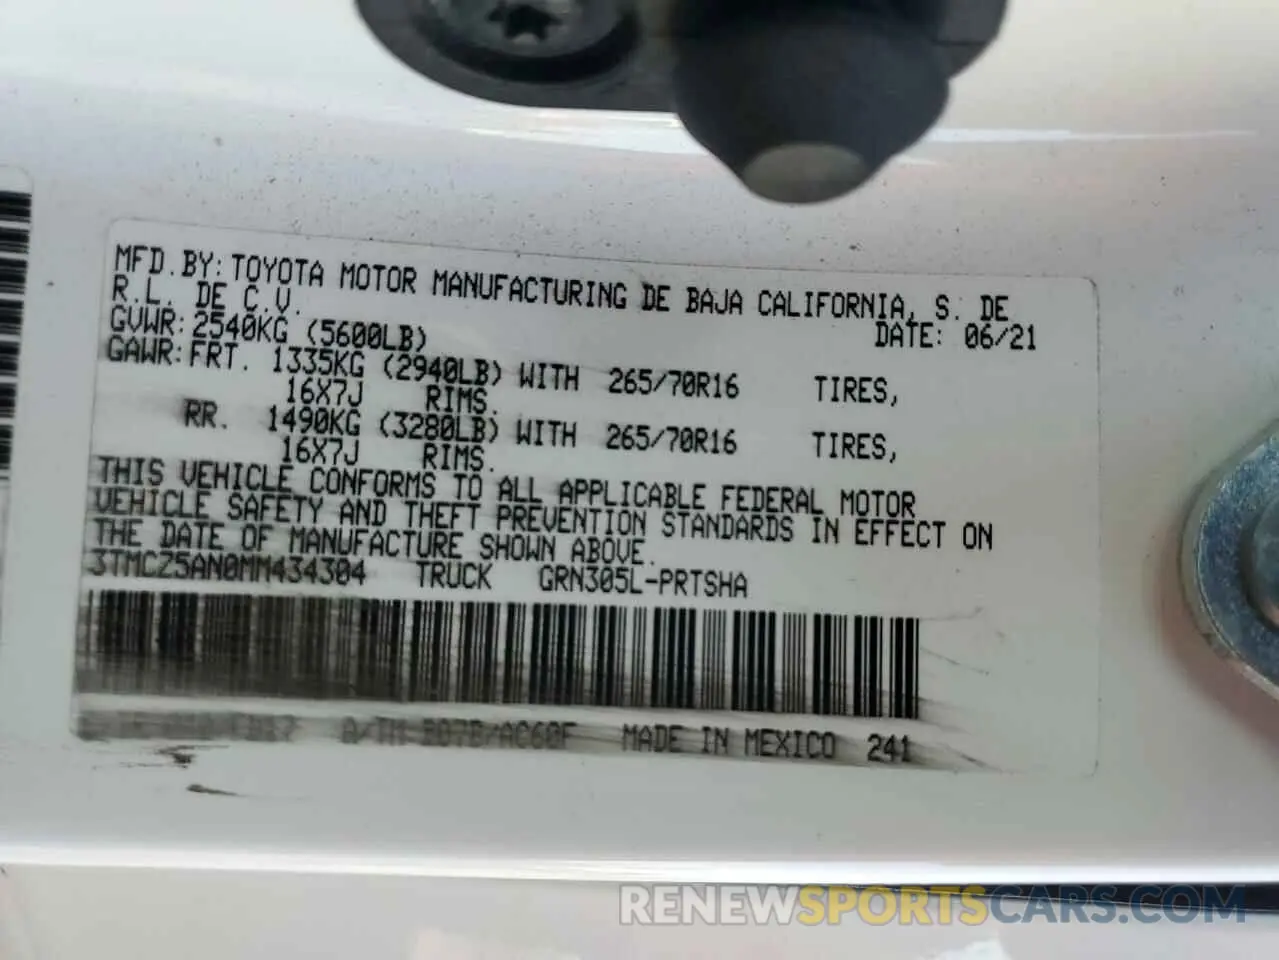 MFD.BY: TOYOTA MOTOR MANUFACTURING DE BAJA CALIFORNIA, S. DE
R.L. DE C.V. DATE: 06/21
GVWR: 2540KG (5600LB)
GAWR: FRT. 1335KG (2940LB) WITH 265/70R16 TIRES,
16X7J RIMS.
RR. 1490KG (3280LB) WITH 265/70R16 TIRES,
16X7J RIMS.
THIS VEHICLE CONFORMS TO ALL APPLICABLE FEDERAL MOTOR
VEHICLE SAFETY AND THEFT PREVENTION STANDARDS IN EFFECT ON
THE DATE OF MANUFACTURE SHOWN ABOVE.
3TMCZ5AN0MM434304 TRUCK GRN305L-PRTSHA
A/TM B07B/AC60F MADE IN MEXICO 241
RENEWSPORTSCARS.COM